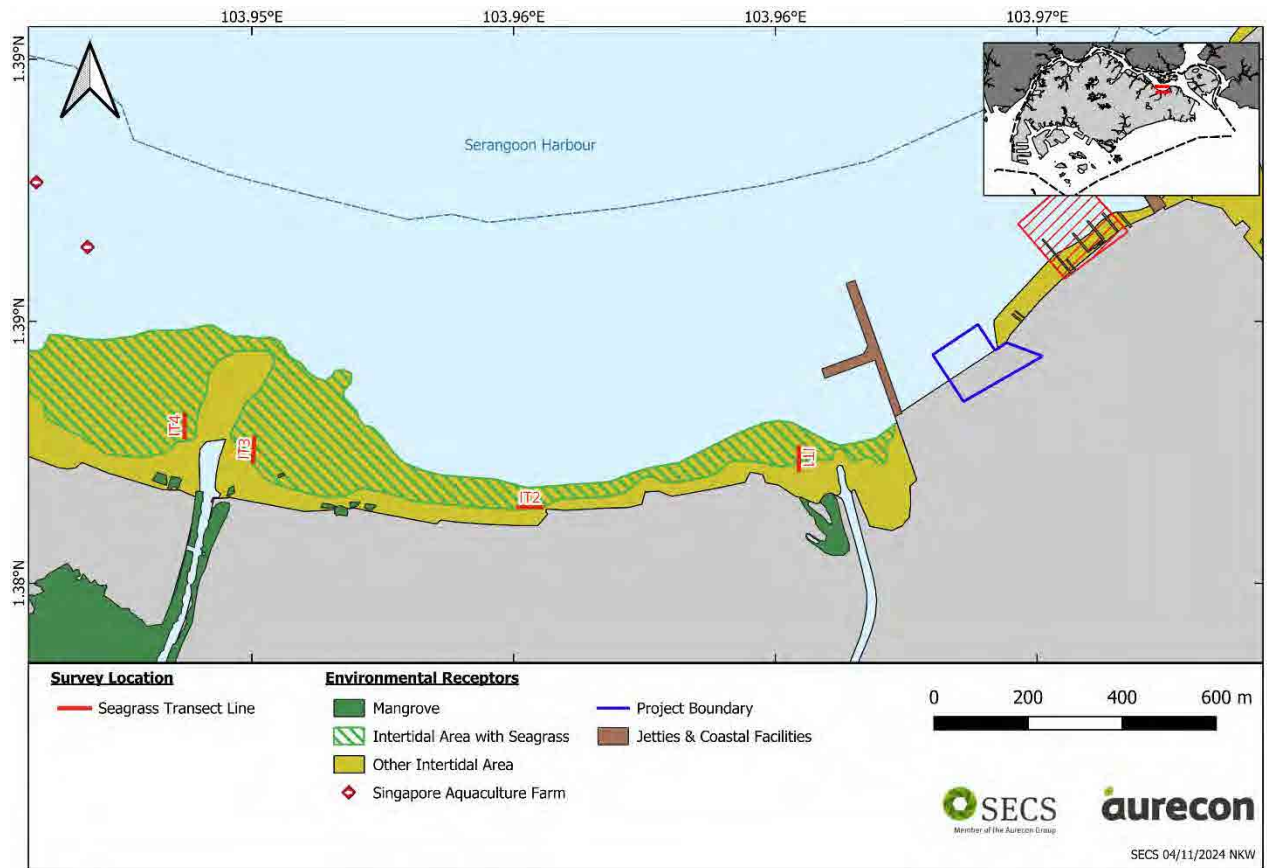 103.95°E 103.96°E 103.96°E 103.97°E
1.39°N
Serangoon Harbour
1.39°N
IT4
IT3
IT2
IT1
1.38°N
Survey Location
Seagrass Transect Line
Environmental Receptors
Mangrove
Intertidal Area with Seagrass
Other Intertidal Area
Singapore Aquaculture Farm
Project Boundary
Jetties & Coastal Facilities
0 200 400 600 m
SECS
Member of the Aurecon Group
aurecon
SECS 04/11/2024 NKW